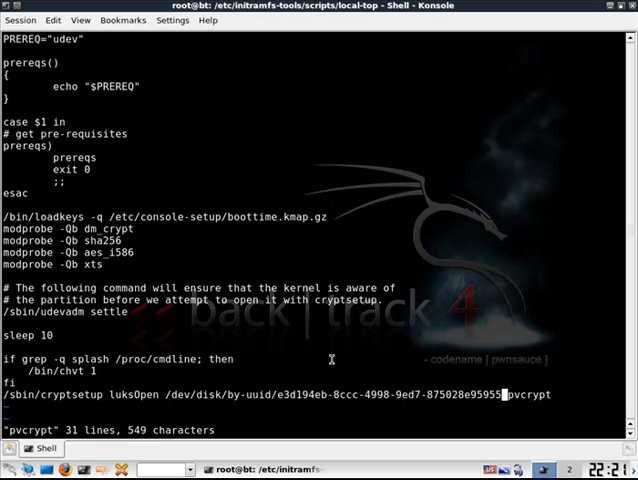 root@bt: /etc/initramfs-tools/scripts/local-top - Shell - Konsole
Session Edit View Bookmarks Settings Help
PREREQ="udev"
prereqs()
{
echo "$PREREQ"
}
case $1 in
# get pre-requisites
prereqs)
prereqs
exit 0
;;
esac
/bin/loadkeys -q /etc/console-setup/boottime.kmap.gz
modprobe -Qb dm_crypt
modprobe -Qb sha256
modprobe -Qb aes_i586
modprobe -Qb xts
# The following command will ensure that the kernel is aware of
# the partition before we attempt to open it with cryptsetup.
/sbin/udevadm settle
<< back | track 4
sleep 10
if grep -q splash /proc/cmdline; then
- codename [ pwnsauce ]
/bin/chvt 1
fi
/sbin/cryptsetup luksOpen /dev/disk/by-uuid/e3d194eb-8ccc-4998-9ed7-875028e95955 pvcrypt
~
~
"pvcrypt" 31 lines, 549 characters
Shell
root@bt: /etc/initramfs-
us
2
22:21